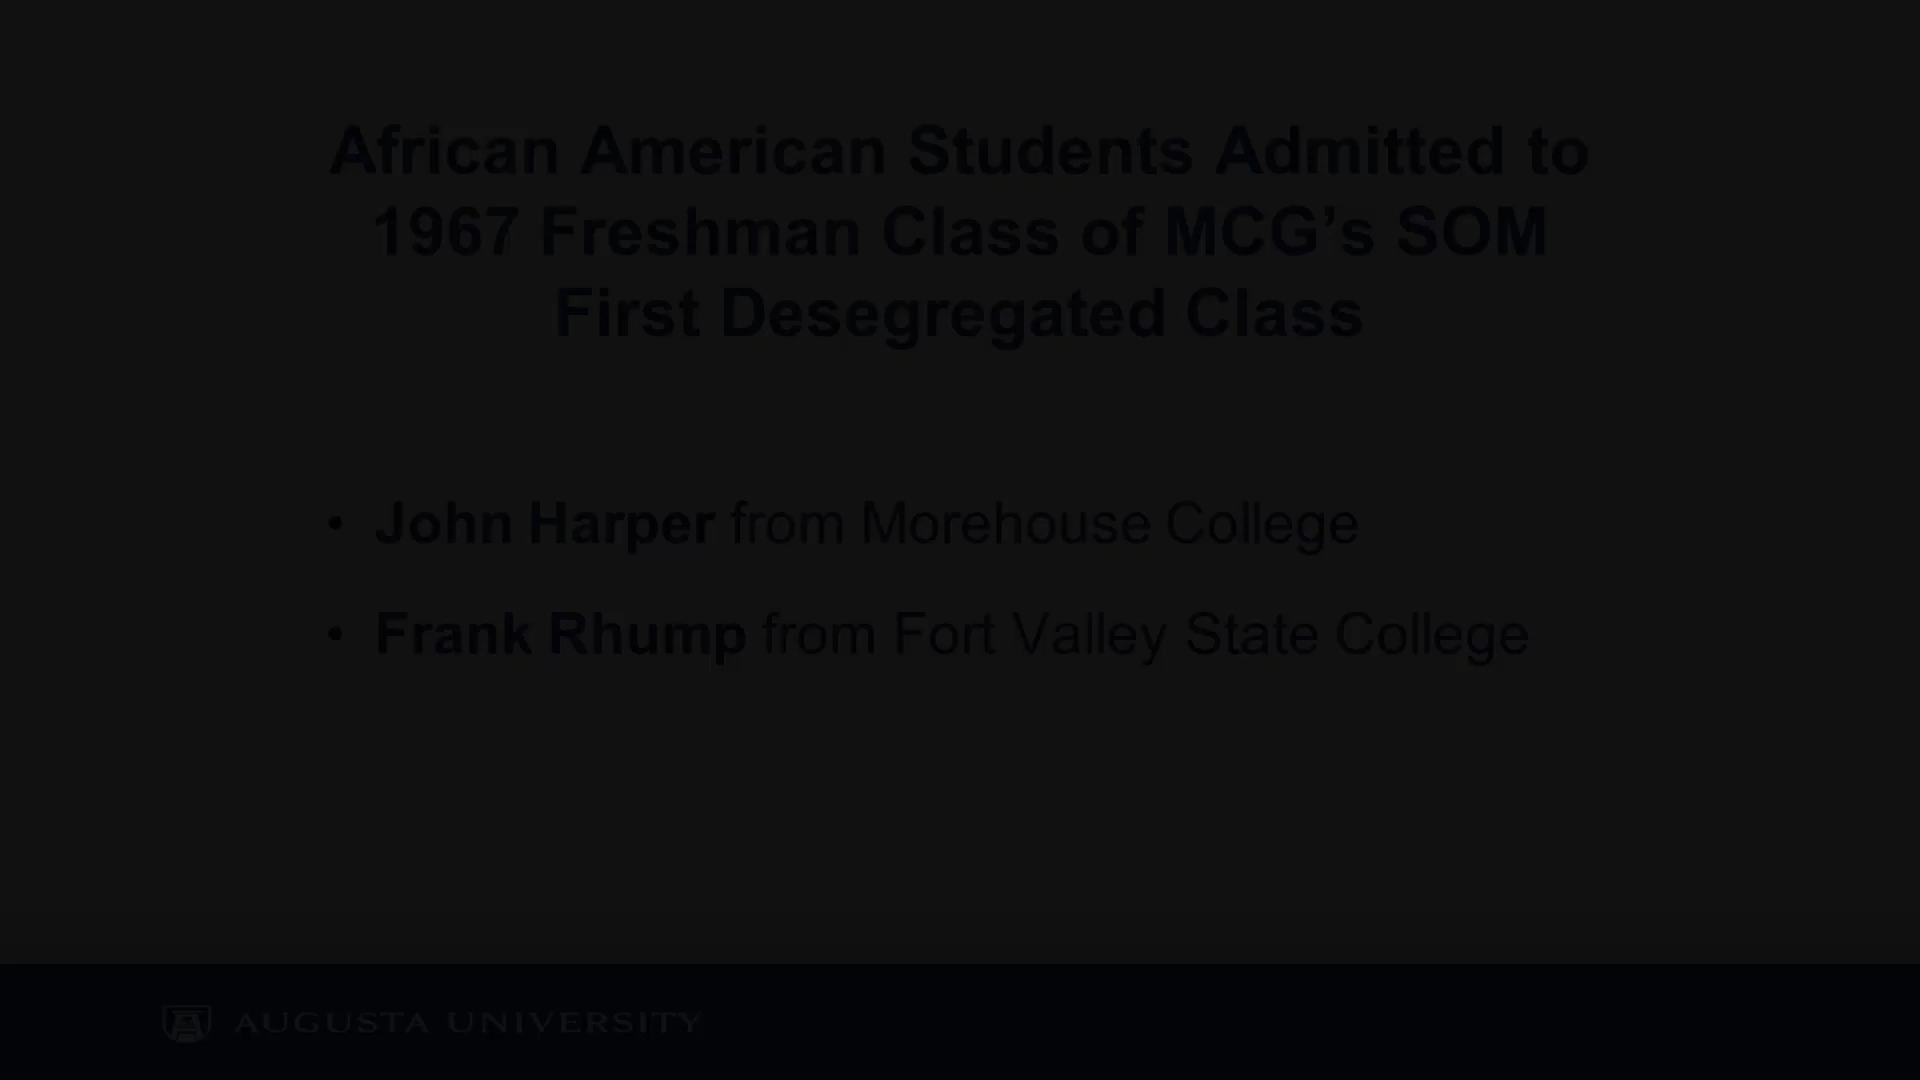 African American Students Admitted to
1967 Freshman Class of MCG’s SOM
First Desegregated Class
• John Harper from Morehouse College
• Frank Rhump from Fort Valley State College
AUGUSTA UNIVERSITY